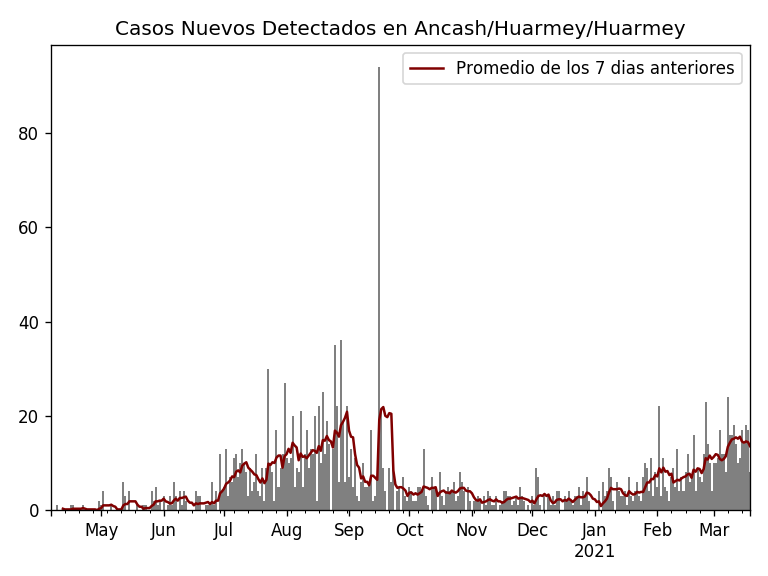 Casos Nuevos Detectados en Ancash/Huarmey/Huarmey
Promedio de los 7 dias anteriores
80
60
40
20
0
May Jun Jul Aug Sep Oct Nov Dec Jan Feb Mar
2021